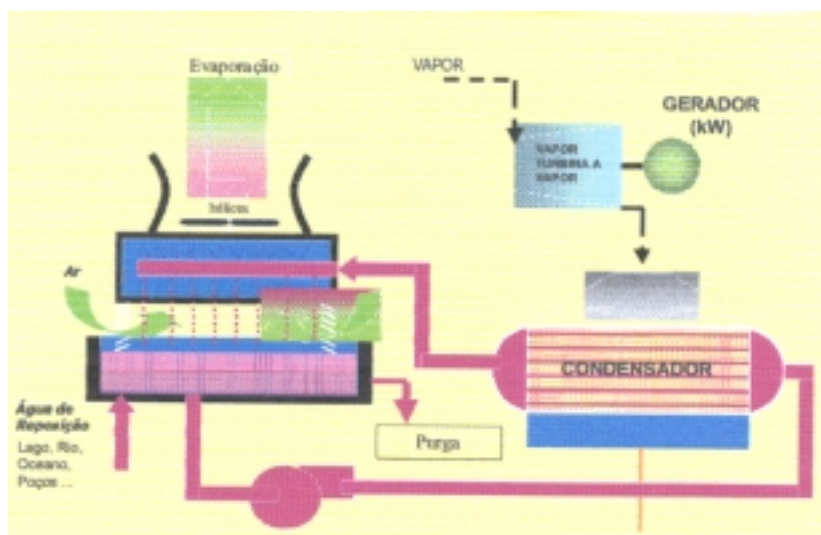 Evaporação
VAPOR
GERADOR
(kW)
VAPOR
TURBINA A
VAPOR
hélices
Ar
CONDENSADOR
Água de
Reposição
Lago, Rio,
Oceano,
Poços ...
Purga